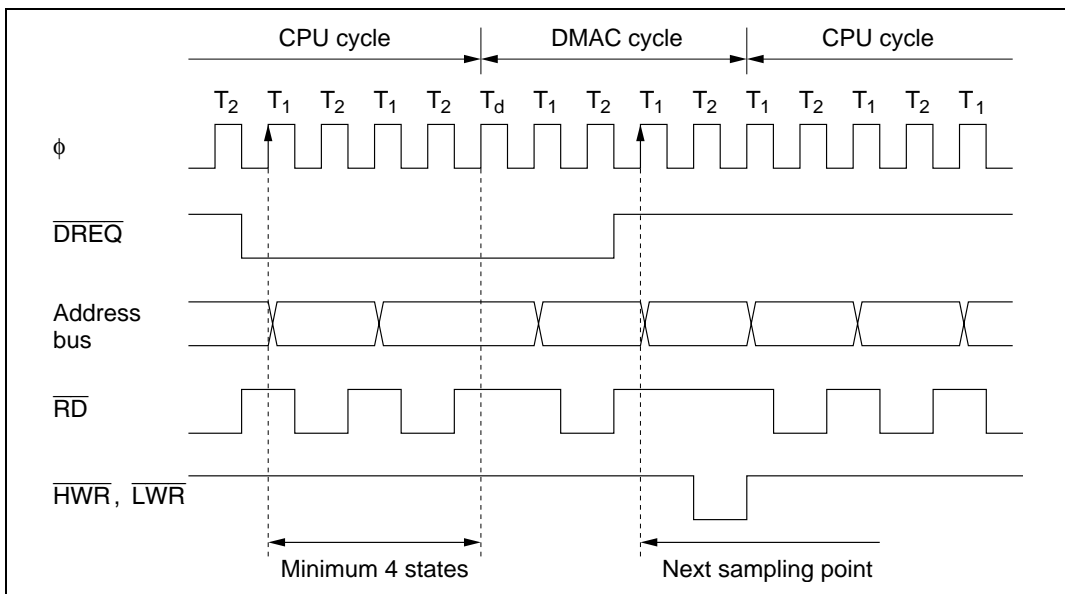 CPU cycle DMAC cycle CPU cycle
T2 T1 T2 T1 T2 Td T1 T2 T1 T2 T1 T2 T1 T2 T1
ϕ
DREQ
Address
bus
RD
HWR, LWR
Minimum 4 states Next sampling point